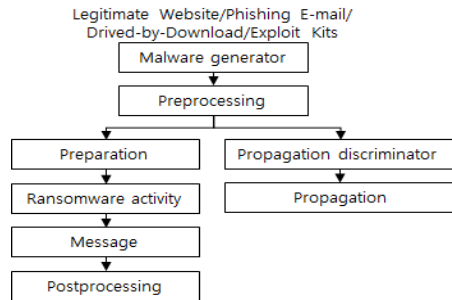 Legitimate Website/Phishing E-mail/
Drived-by-Download/Exploit Kits
Malware generator
Preprocessing
Preparation
Propagation discriminator
Ransomware activity
Propagation
Message
Postprocessing